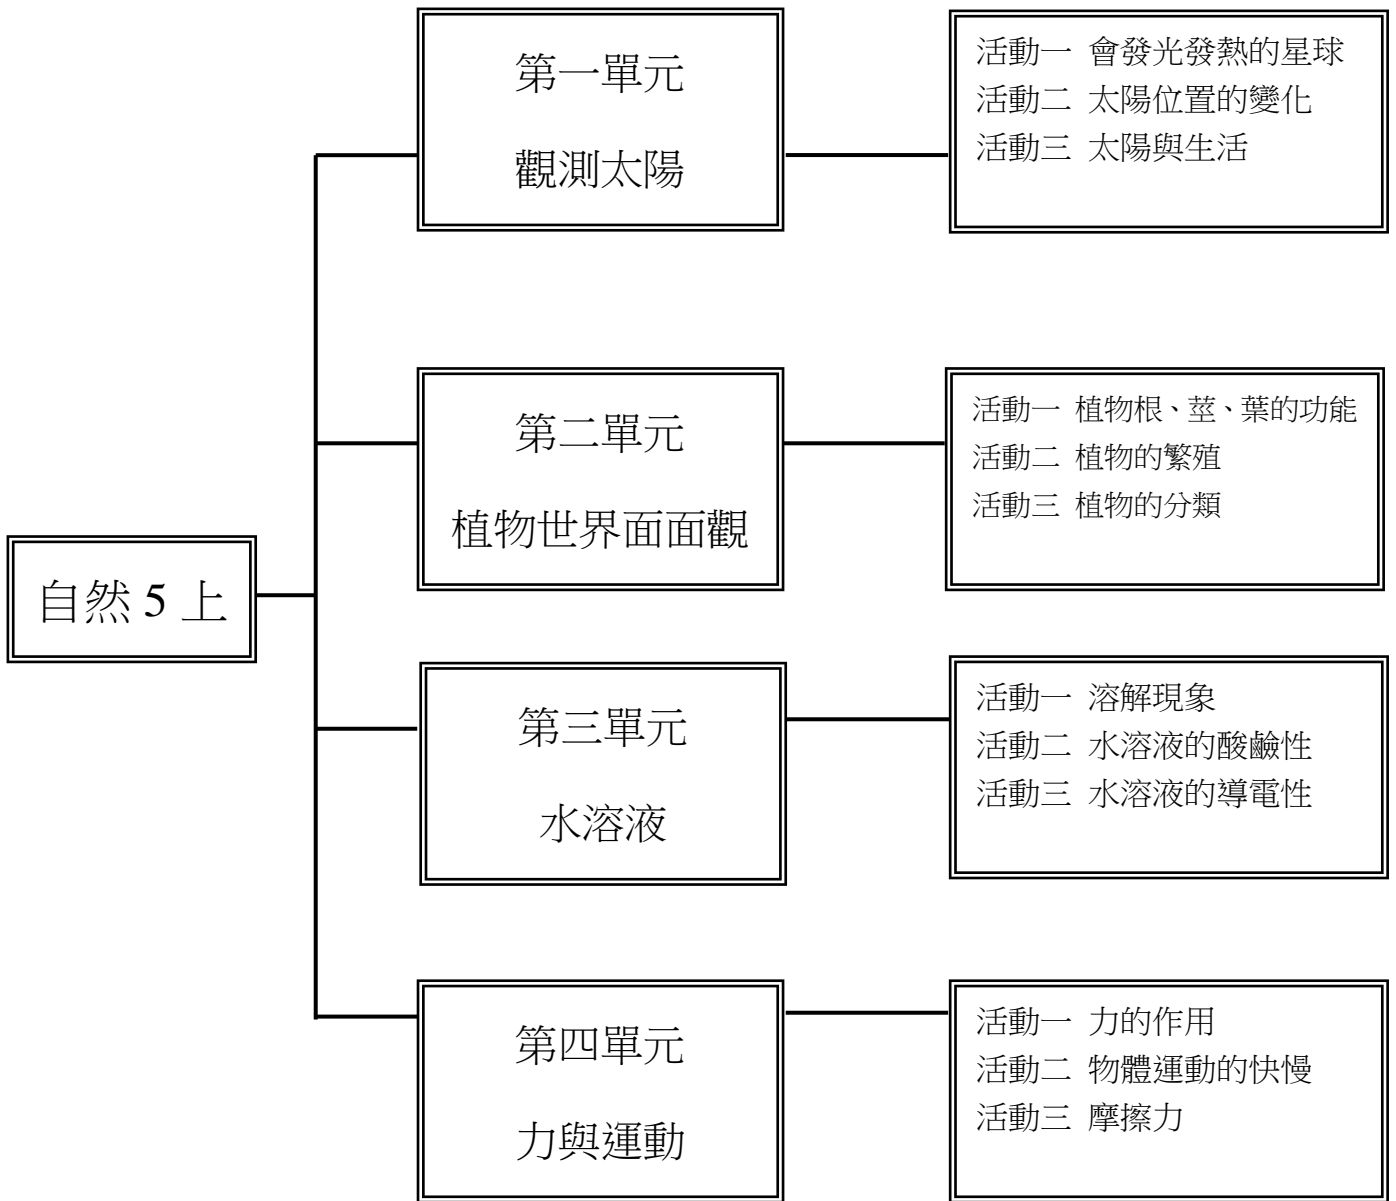 自然 5 上
第一單元
觀測太陽
活動一 會發光發熱的星球
活動二 太陽位置的變化
活動三 太陽與生活
第二單元
植物世界面面觀
活動一 植物根、莖、葉的功能
活動二 植物的繁殖
活動三 植物的分類
第三單元
水溶液
活動一 溶解現象
活動二 水溶液的酸鹼性
活動三 水溶液的導電性
第四單元
力與運動
活動一 力的作用
活動二 物體運動的快慢
活動三 摩擦力